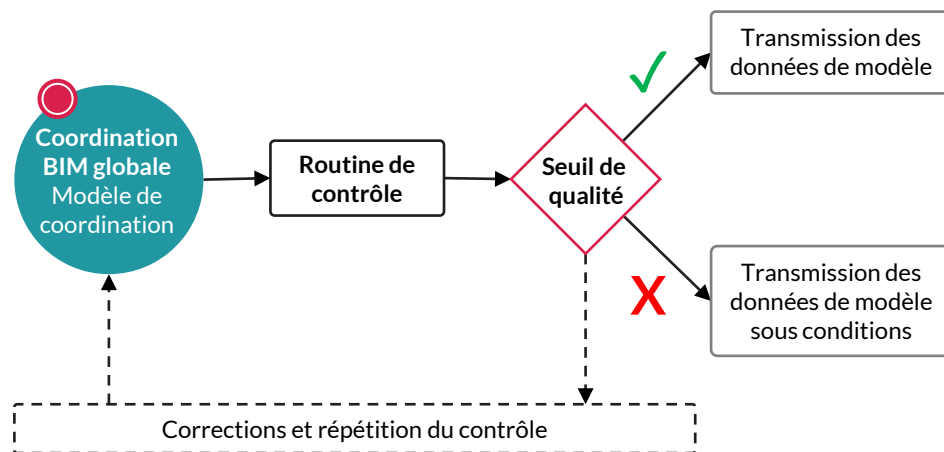 Coordination
BIM globale
Modèle de
coordination
Routine de
contrôle
Seuil de
qualité
Transmission des
données de modèle
Transmission des
données de modèle
sous conditions
Corrections et répétition du contrôle